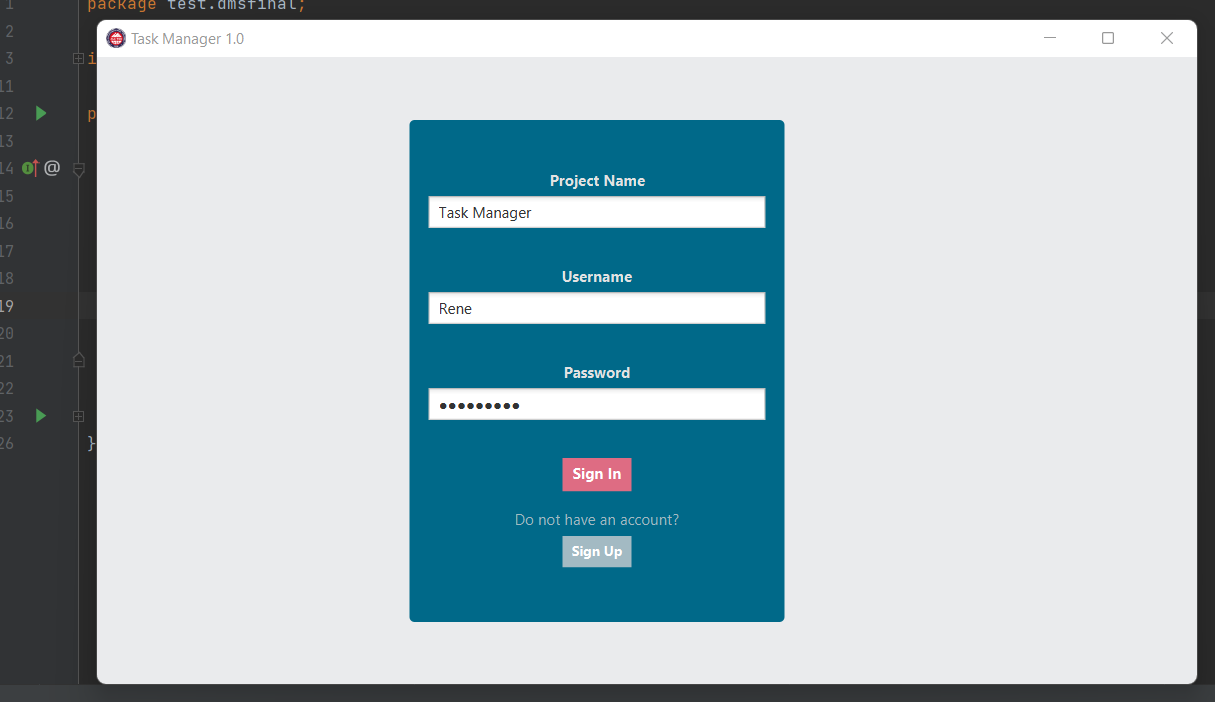 1 package test.dmsfinal;
Task Manager 1.0
2
3 i
11
12 p
13
14 @
15
16
17
18
19
20
21
22
23
26 }
Project Name
Task Manager
Username
Rene
Password
●●●●●●●●●
Sign In
Do not have an account?
Sign Up